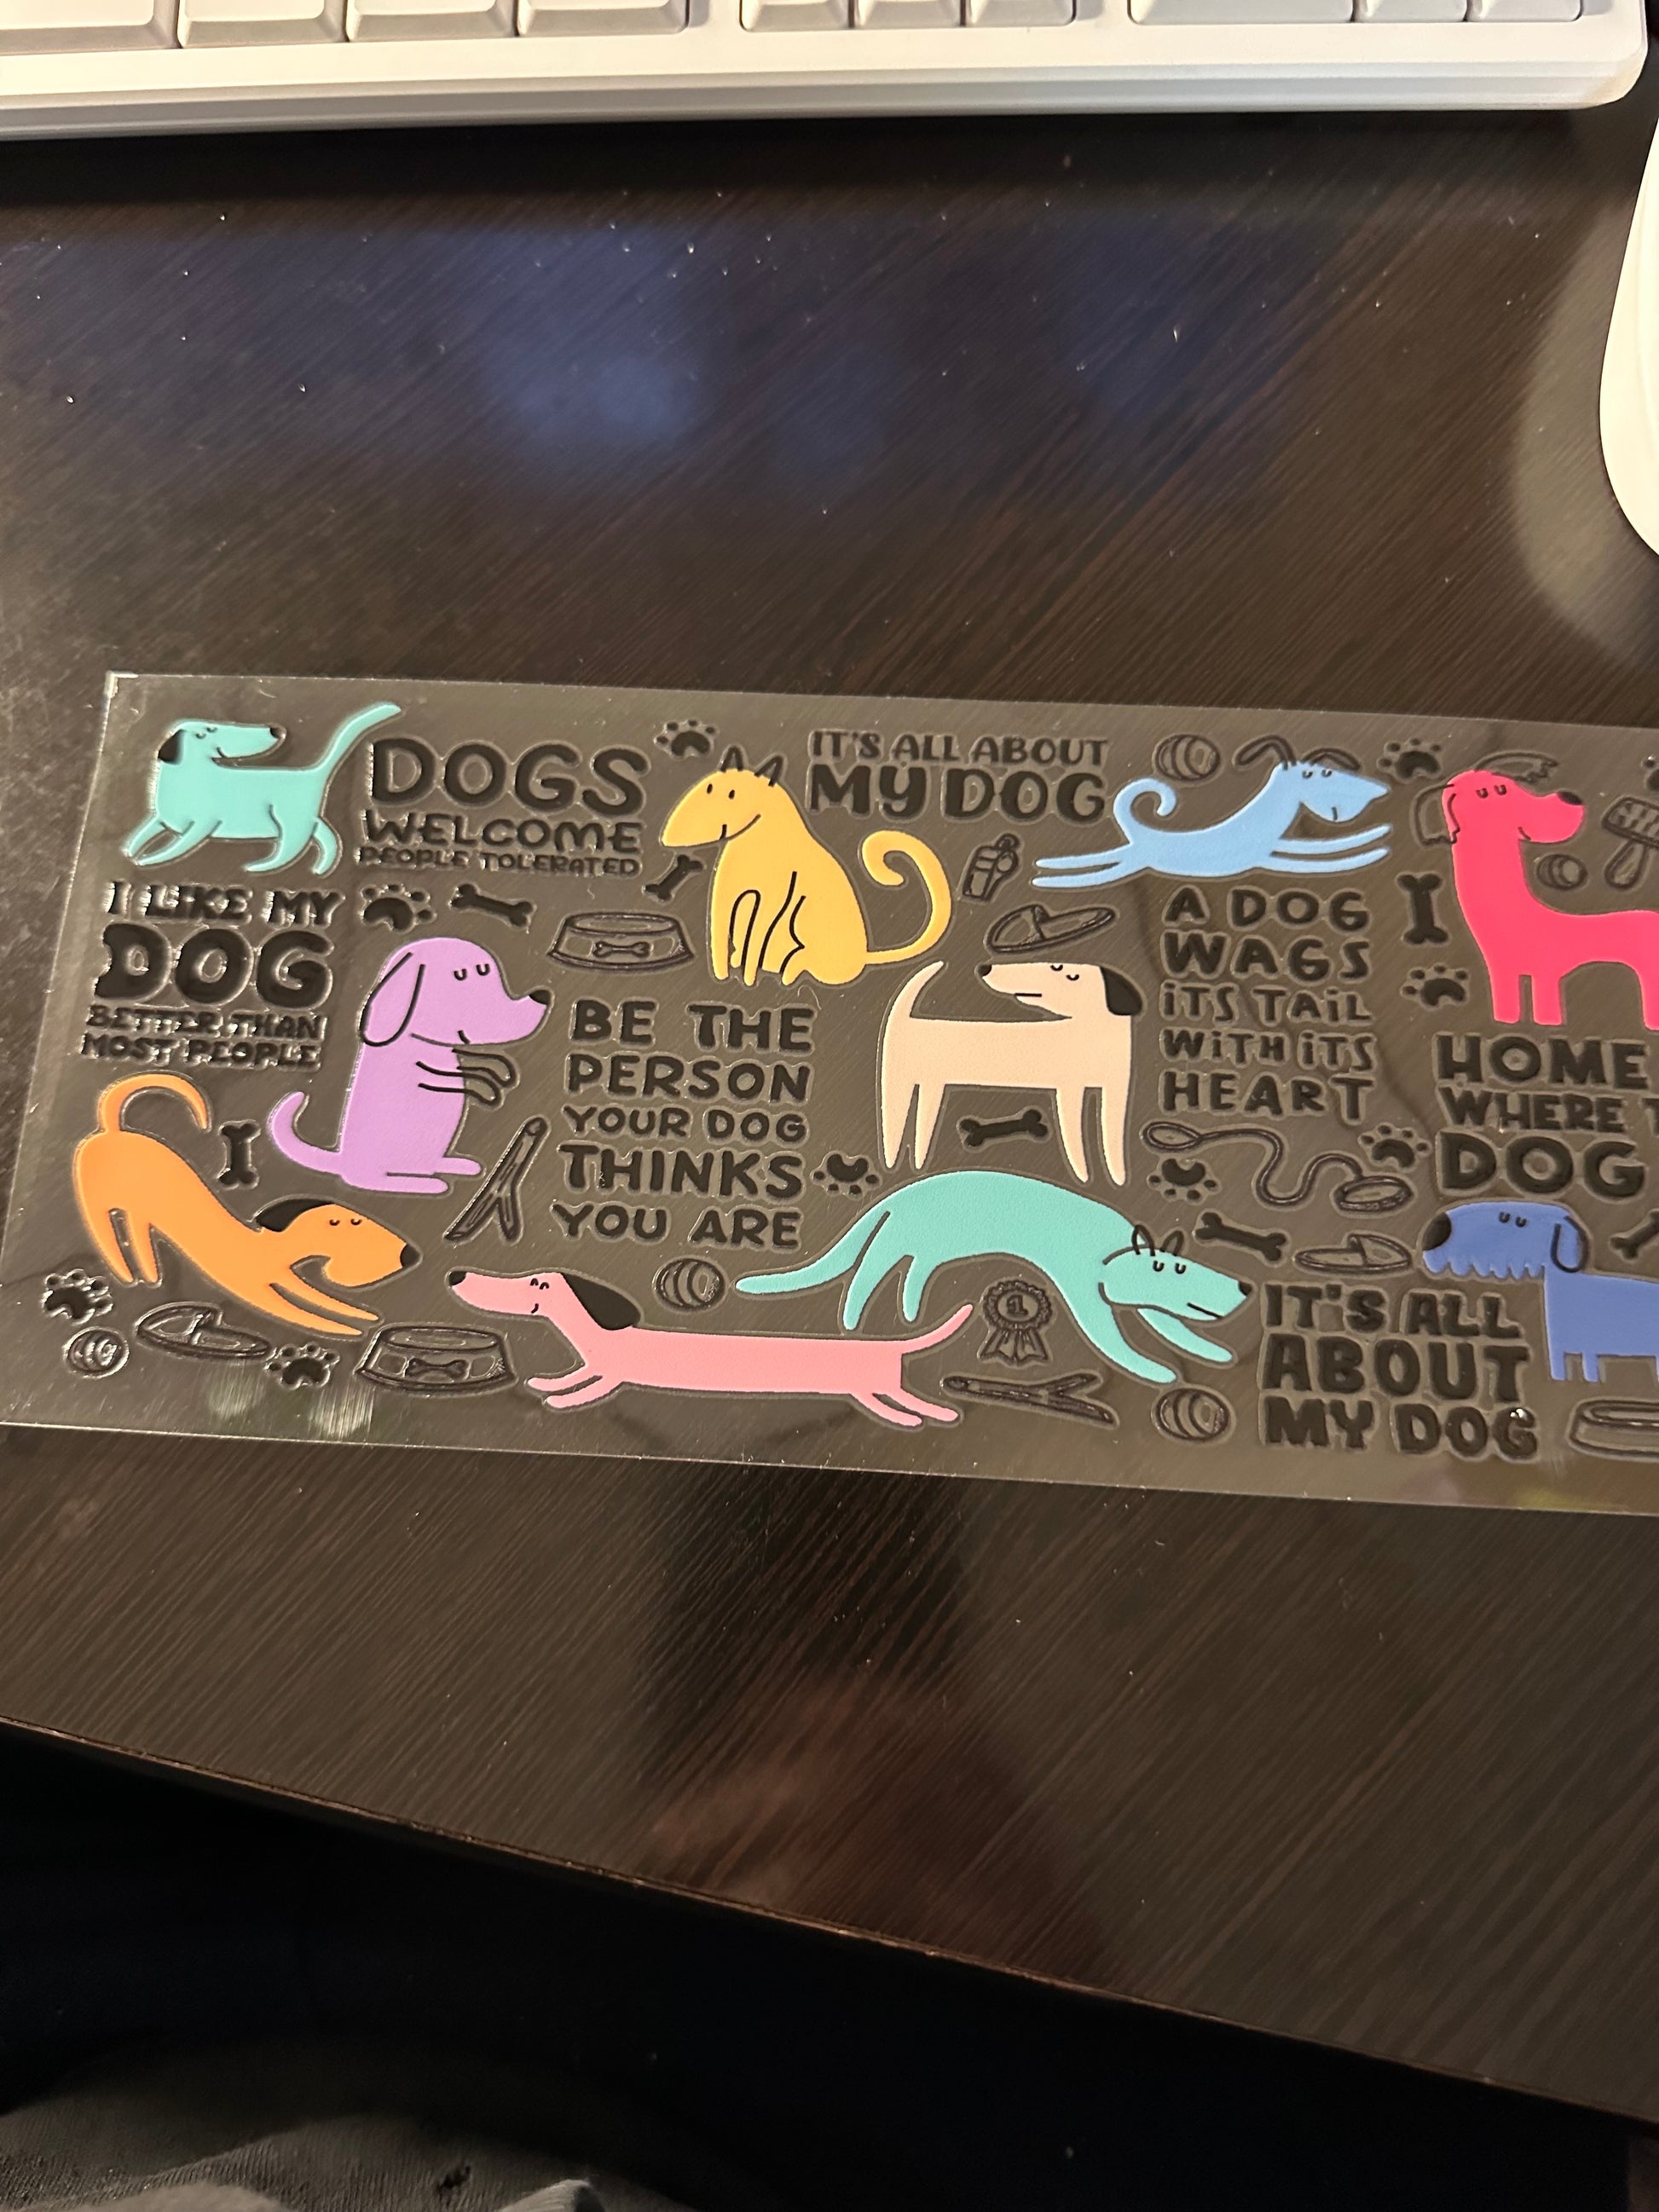 DOGS
WELCOME
PEOPLE TOLERATED
IT'S ALL ABOUT
MY DOG
I LIKE MY
DOG
BETTER THAN
MOST PEOPLE
BE THE
PERSON
YOUR DOG
THINKS
YOU ARE
A DOG
WAGS
iTS TAiL
WiTH iTS
HEART
HOME
WHERE T
DOG
1
IT'S ALL
ABOUT
MY DOG